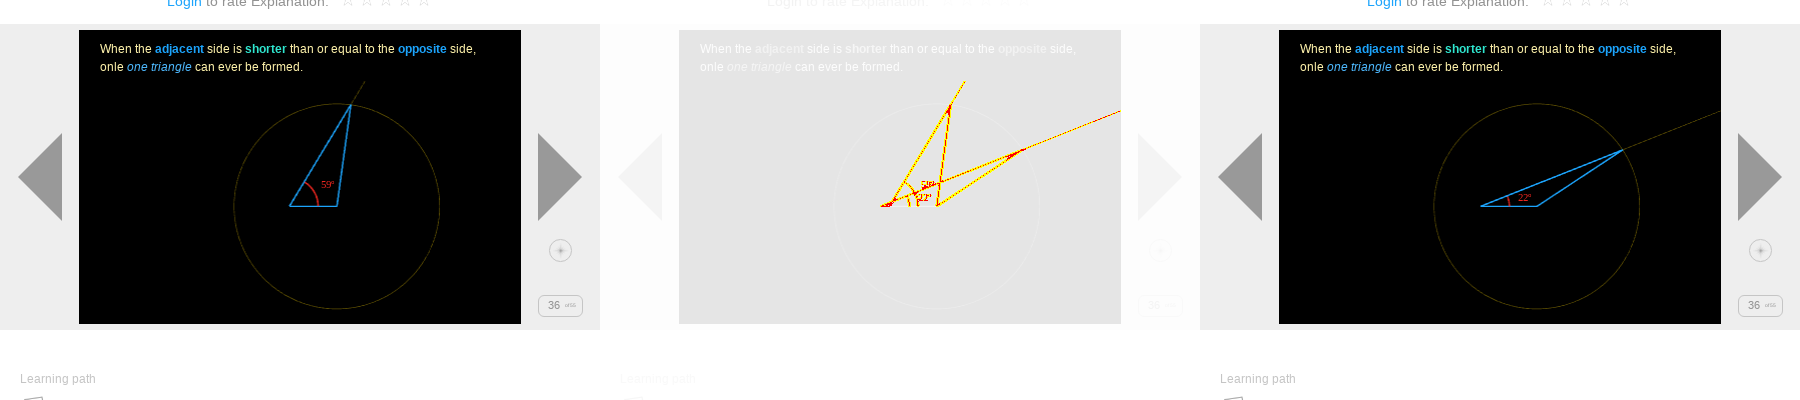 Login to rate Explanation:
When the adjacent side is shorter than or equal to the opposite side,
onle one triangle can ever be formed.
59°
36
Learning path
Login to rate Explanation:
When the adjacent side is shorter than or equal to the opposite side,
onle one triangle can ever be formed.
36
Learning path
Login to rate Explanation:
When the adjacent side is shorter than or equal to the opposite side,
onle one triangle can ever be formed.
22°
36
Learning path